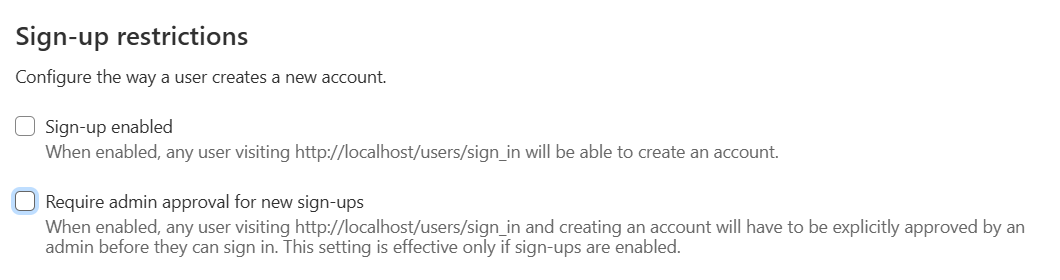 Sign-up restrictions
Configure the way a user creates a new account.
Sign-up enabled
When enabled, any user visiting http://localhost/users/sign_in will be able to create an account.
Require admin approval for new sign-ups
When enabled, any user visiting http://localhost/users/sign_in and creating an account will have to be explicitly approved by an
admin before they can sign in. This setting is effective only if sign-ups are enabled.